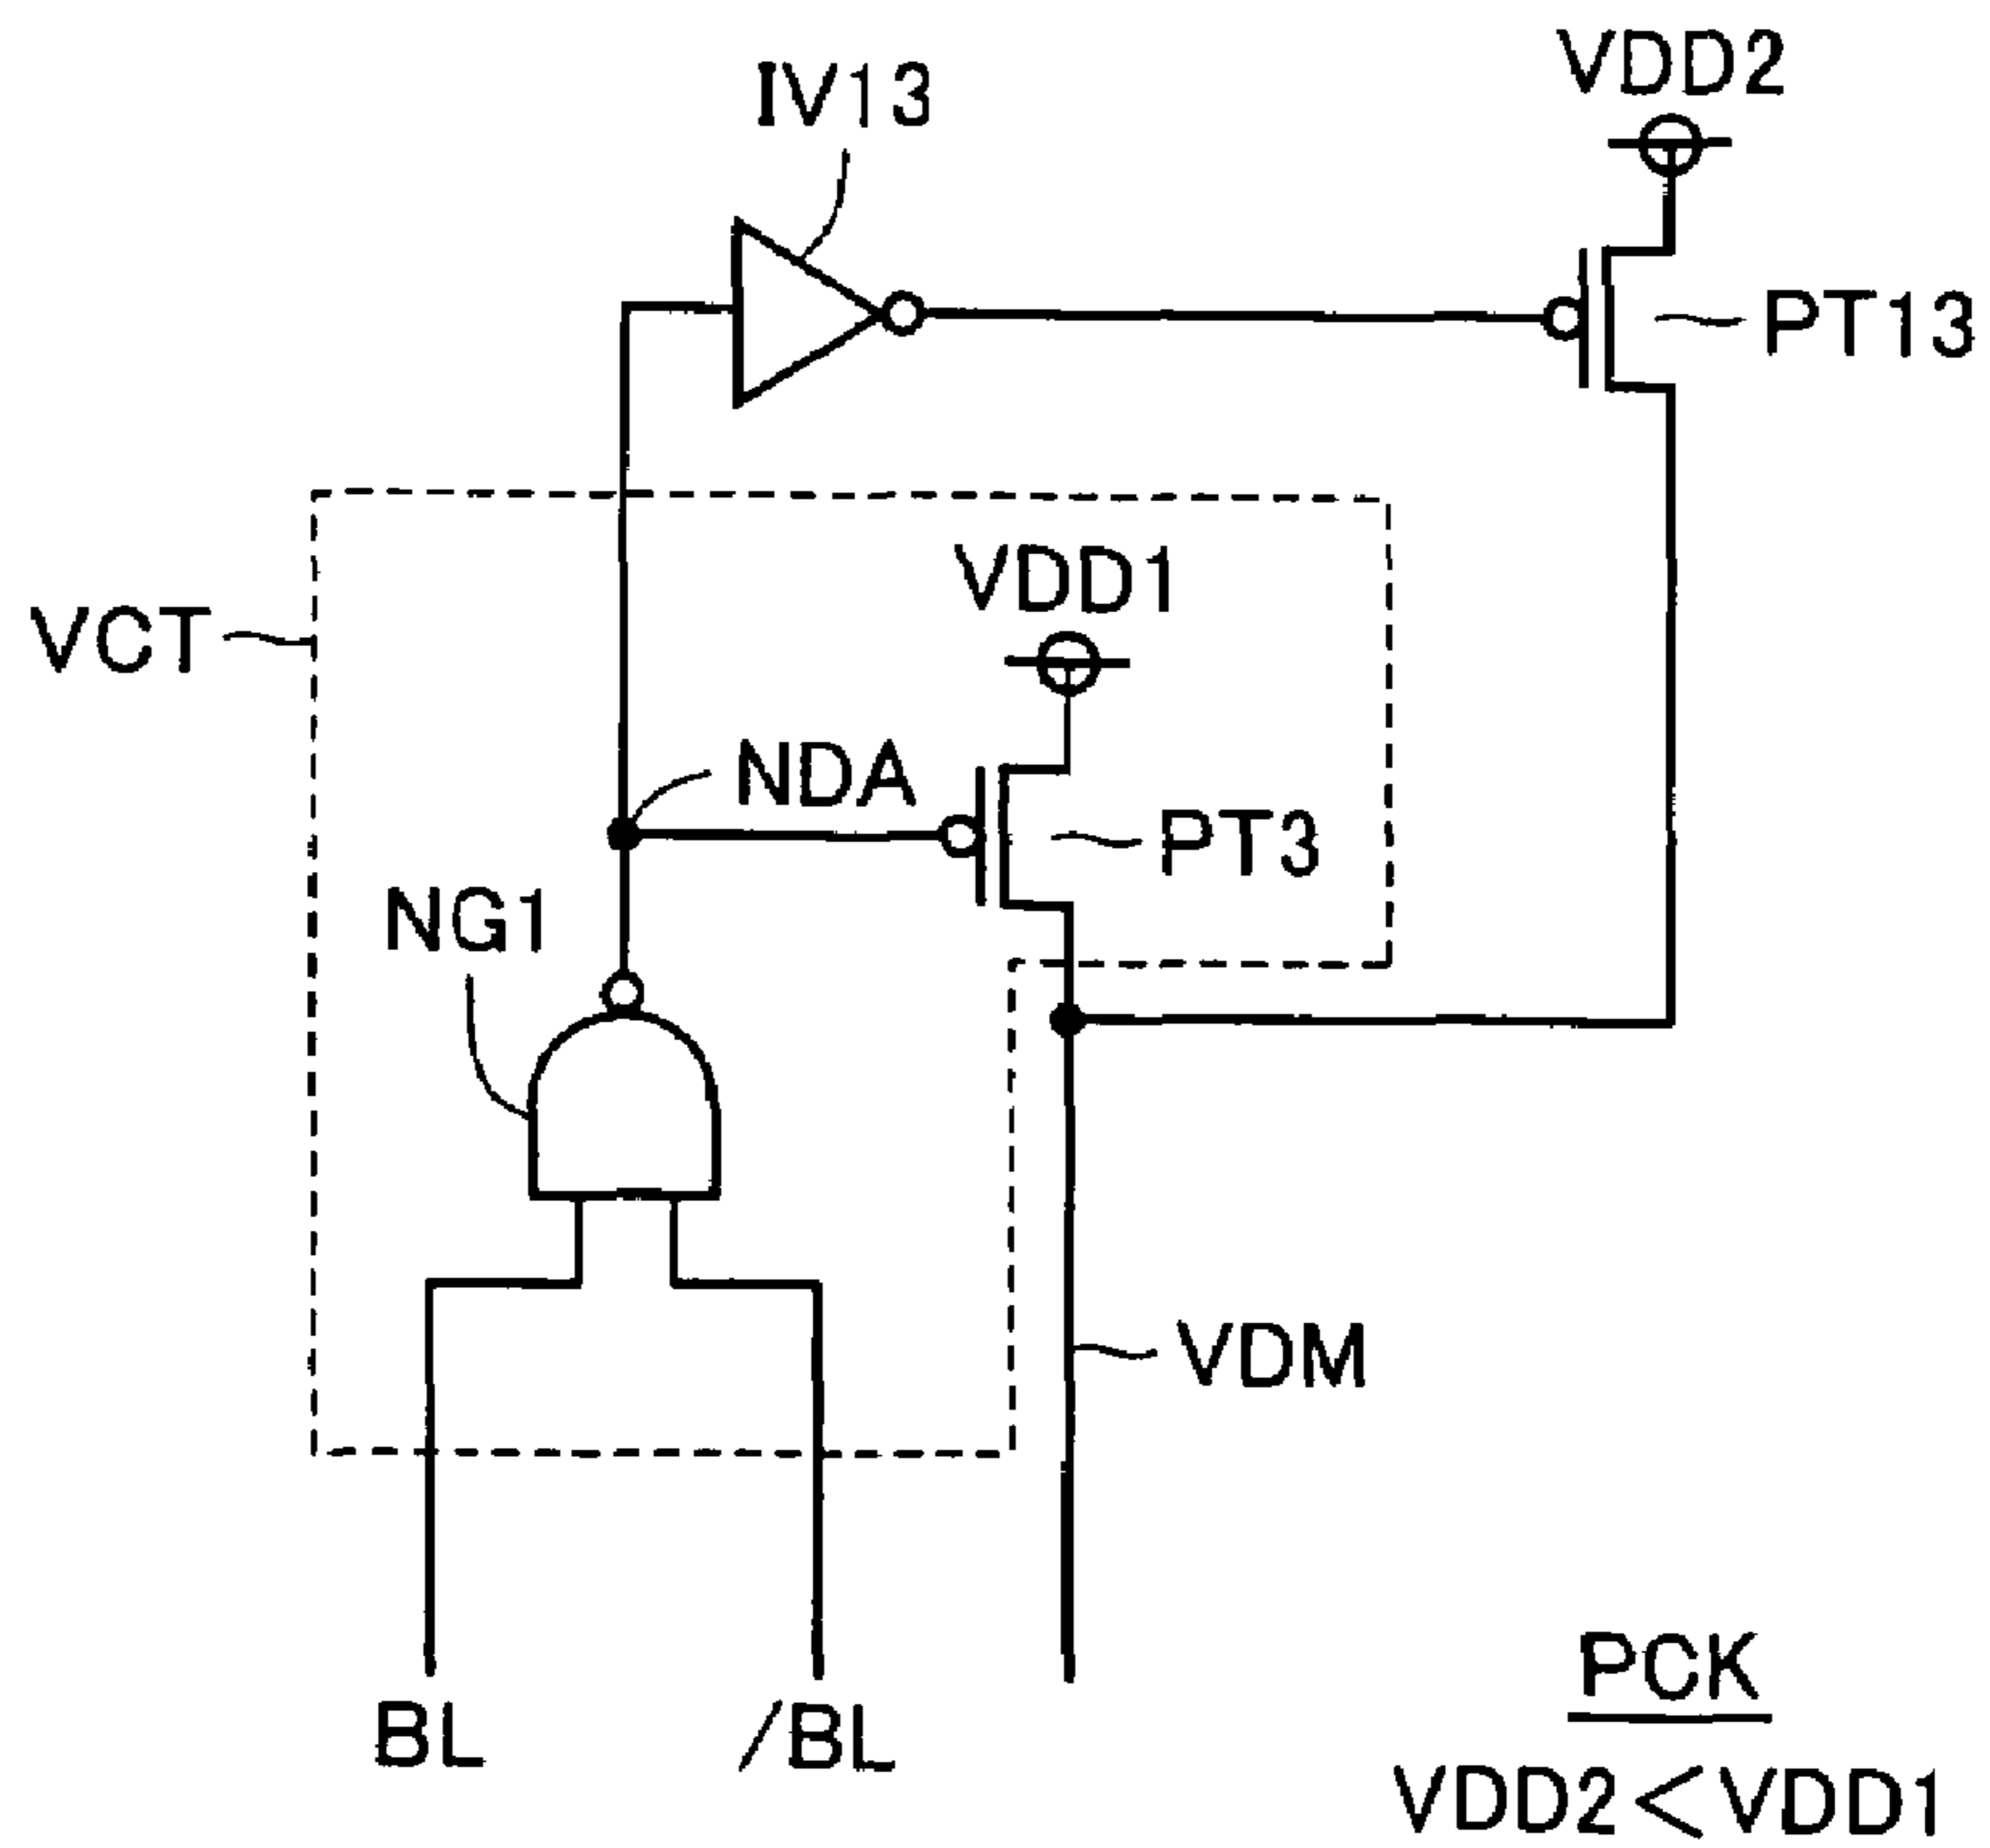 VDD2
IV13
PT13
VDD1
VCT
NDA
PT3
NG1
VDM
PCK
BL
/BL
VDD2<VDD1